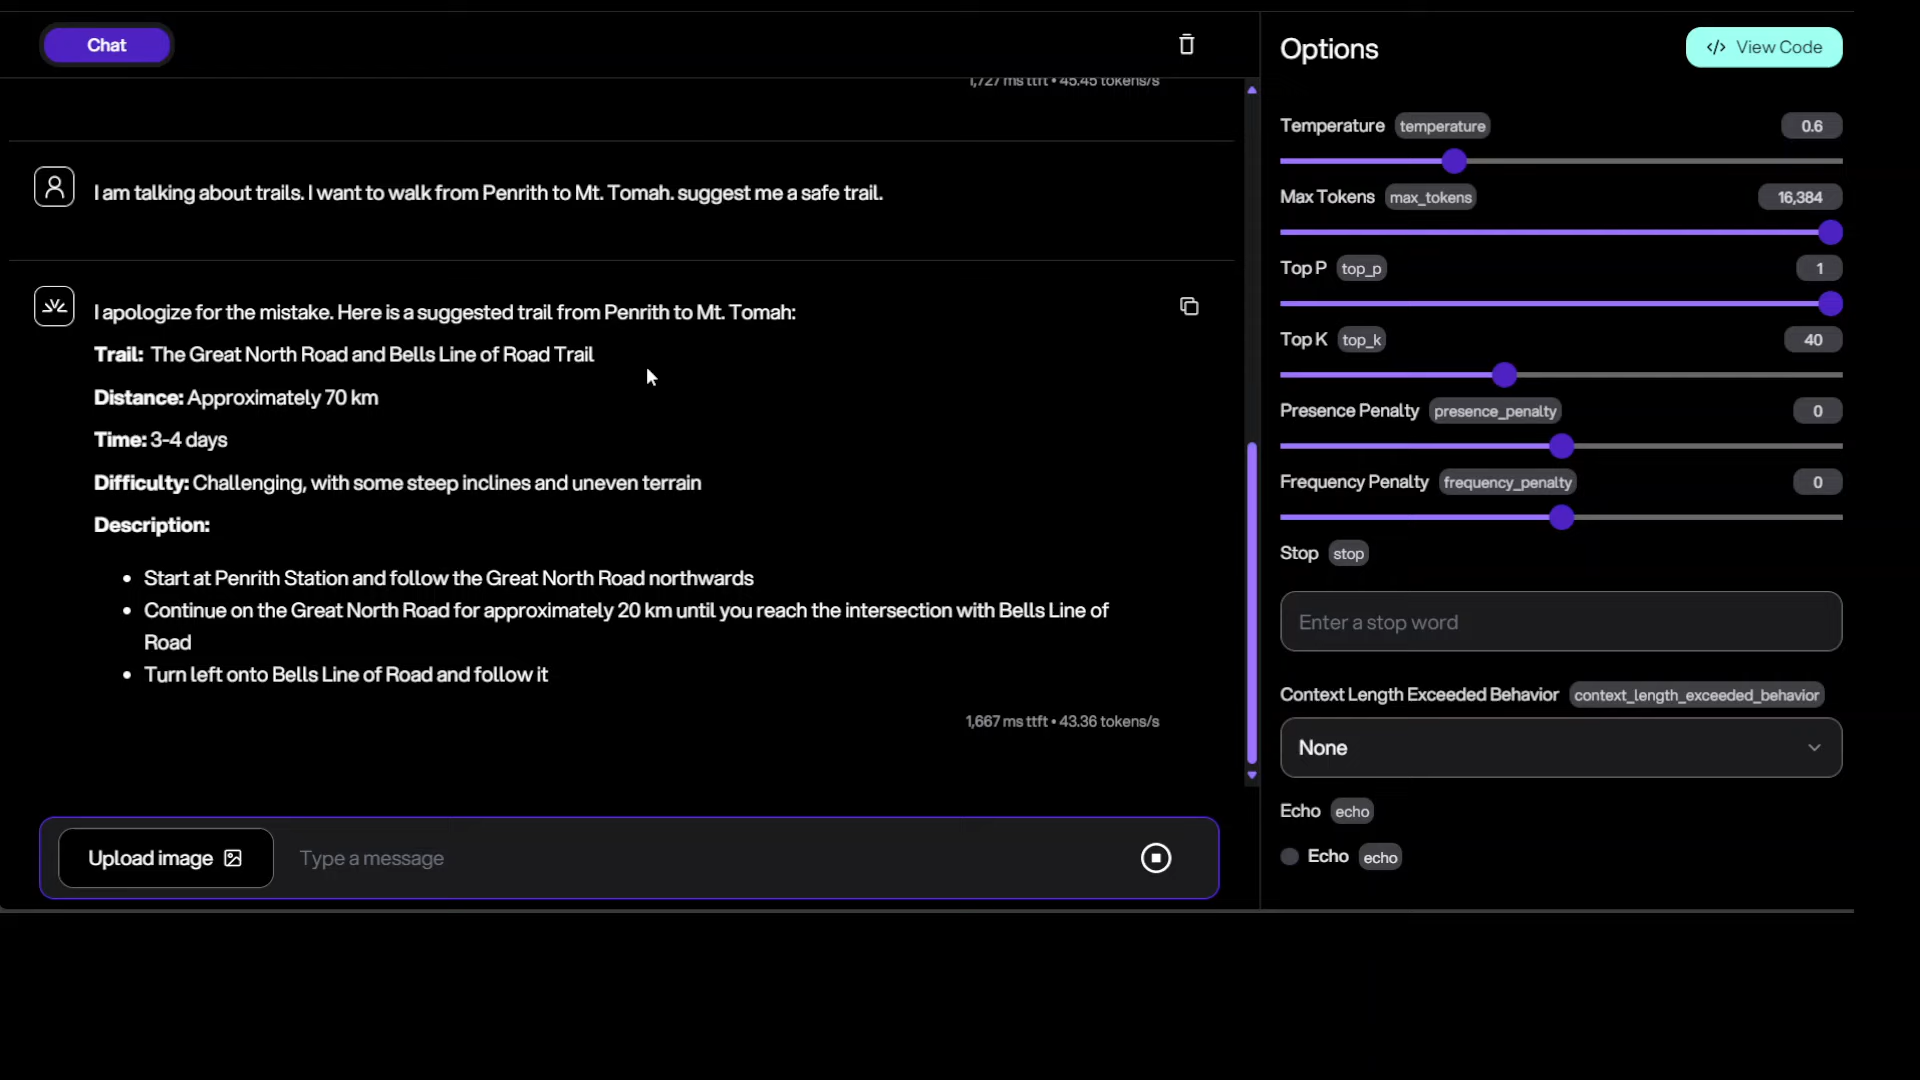 Chat
1,727 ms ttft • 45.45 tokens/s
I am talking about trails. I want to walk from Penrith to Mt. Tomah. suggest me a safe trail.
I apologize for the mistake. Here is a suggested trail from Penrith to Mt. Tomah:
Trail: The Great North Road and Bells Line of Road Trail
Distance: Approximately 70 km
Time: 3-4 days
Difficulty: Challenging, with some steep inclines and uneven terrain
Description:
• Start at Penrith Station and follow the Great North Road northwards
• Continue on the Great North Road for approximately 20 km until you reach the intersection with Bells Line of
Road
• Turn left onto Bells Line of Road and follow it
1,667 ms ttft • 43.36 tokens/s
Upload image
Type a message
Options
</> View Code
Temperature temperature 0.6
Max Tokens max_tokens 16,384
Top P top_p 1
Top K top_k 40
Presence Penalty presence_penalty 0
Frequency Penalty frequency_penalty 0
Stop stop
Enter a stop word
Context Length Exceeded Behavior context_length_exceeded_behavior
None
Echo echo
Echo echo